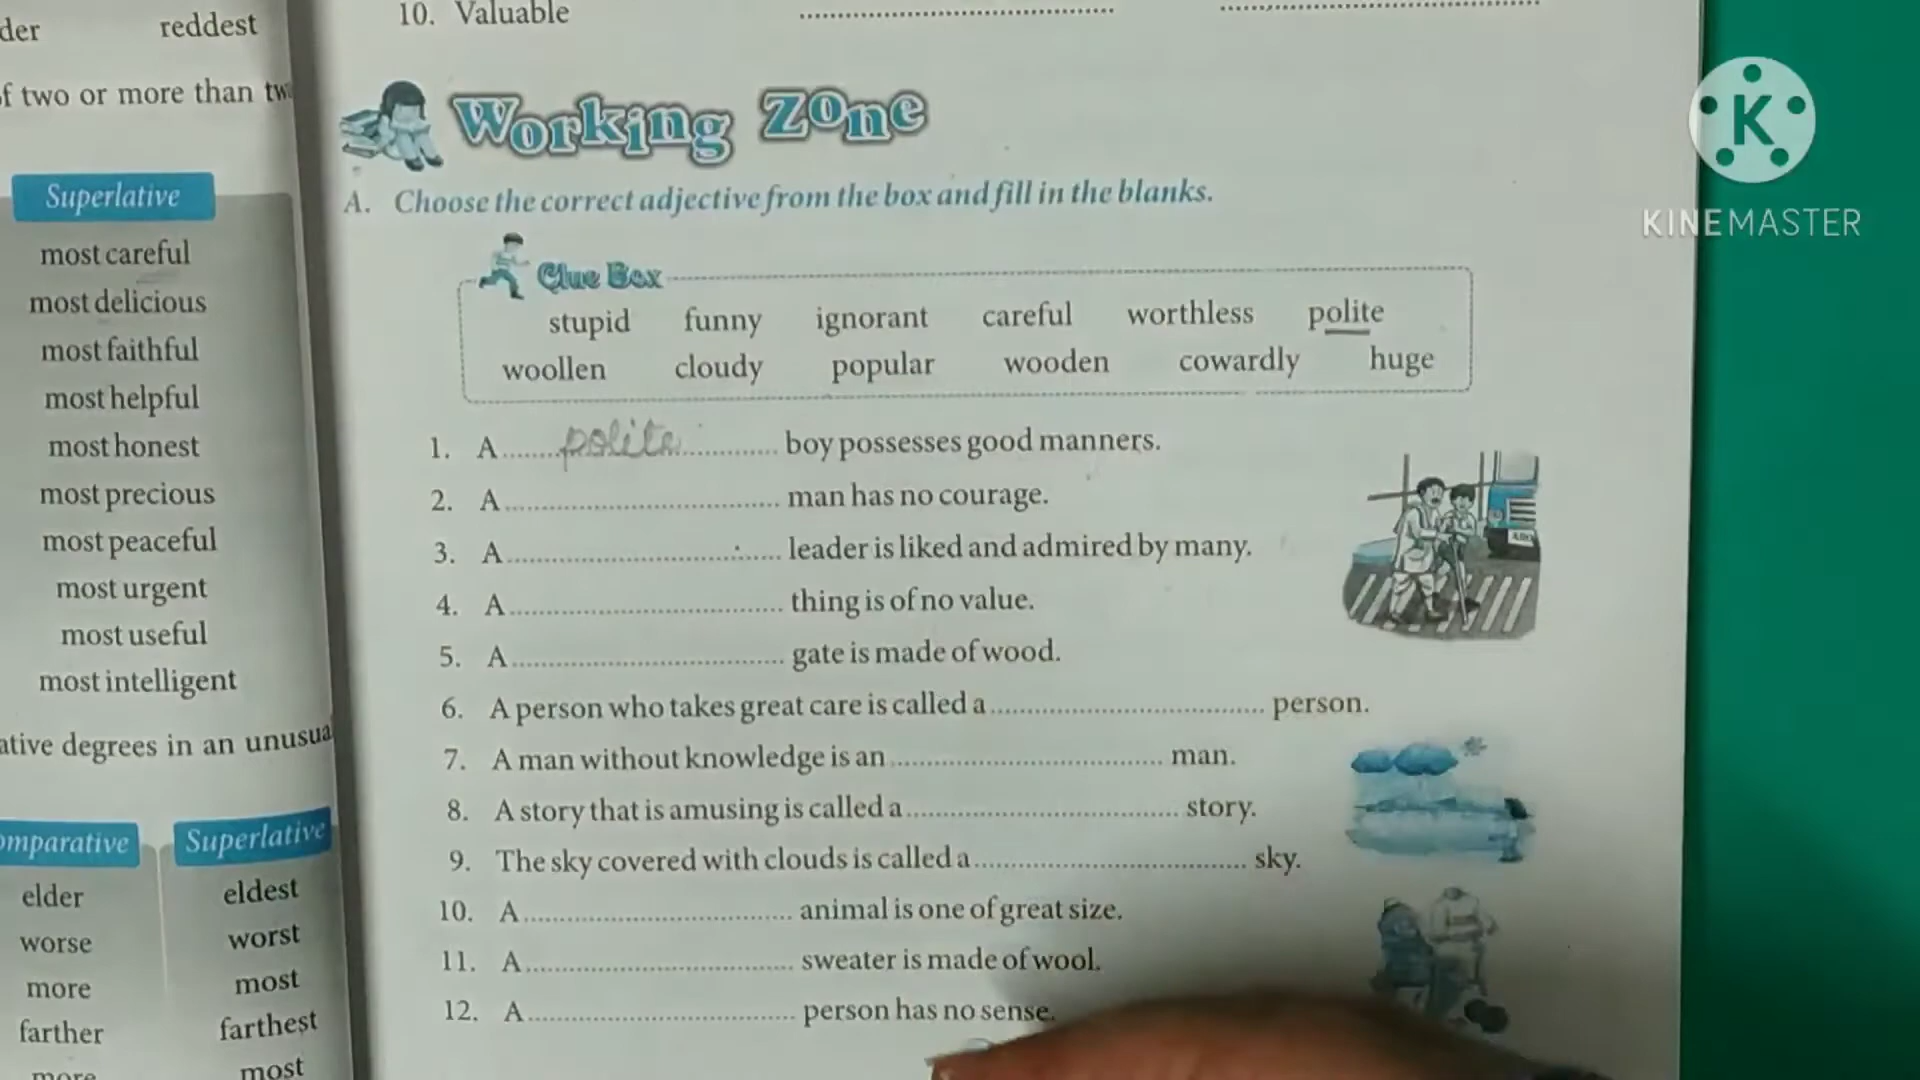 der reddest
f two or more than tw
Superlative
most careful
most delicious
most faithful
most helpful
most honest
most precious
most peaceful
most urgent
most useful
most intelligent
ative degrees in an unusua
omparative Superlative
elder eldest
worse worst
more most
farther farthest
more most
10. Valuable
Working Zone
A. Choose the correct adjective from the box and fill in the blanks.
Clue Box
stupid funny ignorant careful worthless polite
woollen cloudy popular wooden cowardly huge
1. A ......polite............ boy possesses good manners.
2. A .................................... man has no courage.
3. A .................................... leader is liked and admired by many.
4. A .................................... thing is of no value.
5. A .................................... gate is made of wood.
6. A person who takes great care is called a .................................... person.
7. A man without knowledge is an .................................... man.
8. A story that is amusing is called a .................................... story.
9. The sky covered with clouds is called a .................................... sky.
10. A .................................... animal is one of great size.
11. A .................................... sweater is made of wool.
12. A .................................... person has no sense.
K
KINEMASTER